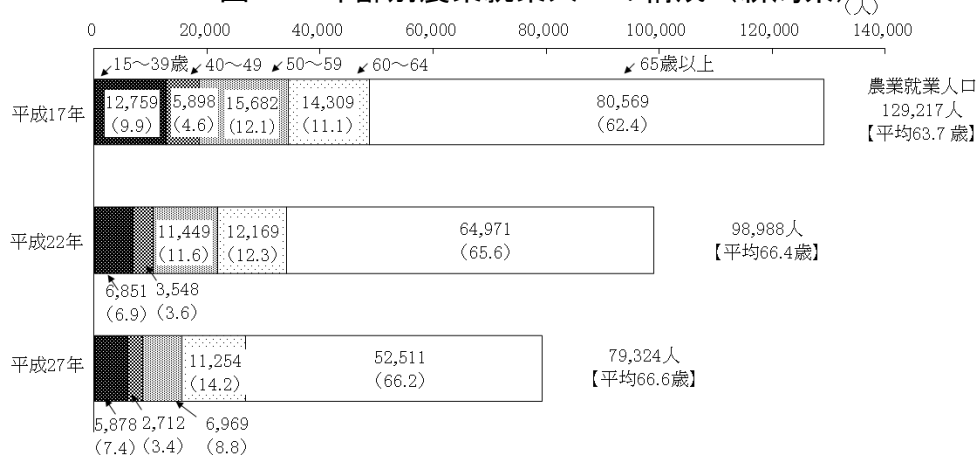 (人)
0 20,000 40,000 60,000 80,000 100,000 120,000 140,000
15～39歳 40～49 50～59 60～64 65歳以上
平成17年
12,759 5,898 15,682 14,309 80,569
(9.9) (4.6) (12.1) (11.1) (62.4)
農業就業人口
129,217人
【平均63.7 歳】
平成22年
11,449 12,169 64,971
(11.6) (12.3) (65.6)
98,988人
【平均66.4歳】
6,851 3,548
(6.9) (3.6)
平成27年
11,254 52,511
(14.2) (66.2)
79,324人
【平均66.6歳】
5,878 2,712 6,969
(7.4) (3.4) (8.8)